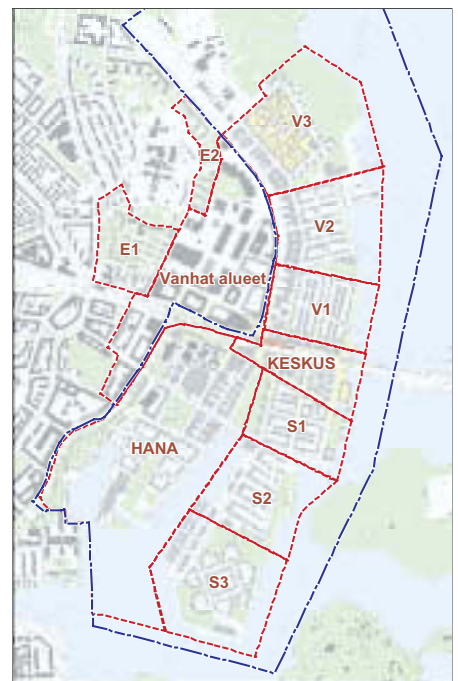 V3
E2
V2
E1
Vanhat alueet
V1
KESKUS
S1
HANA
S2
S3